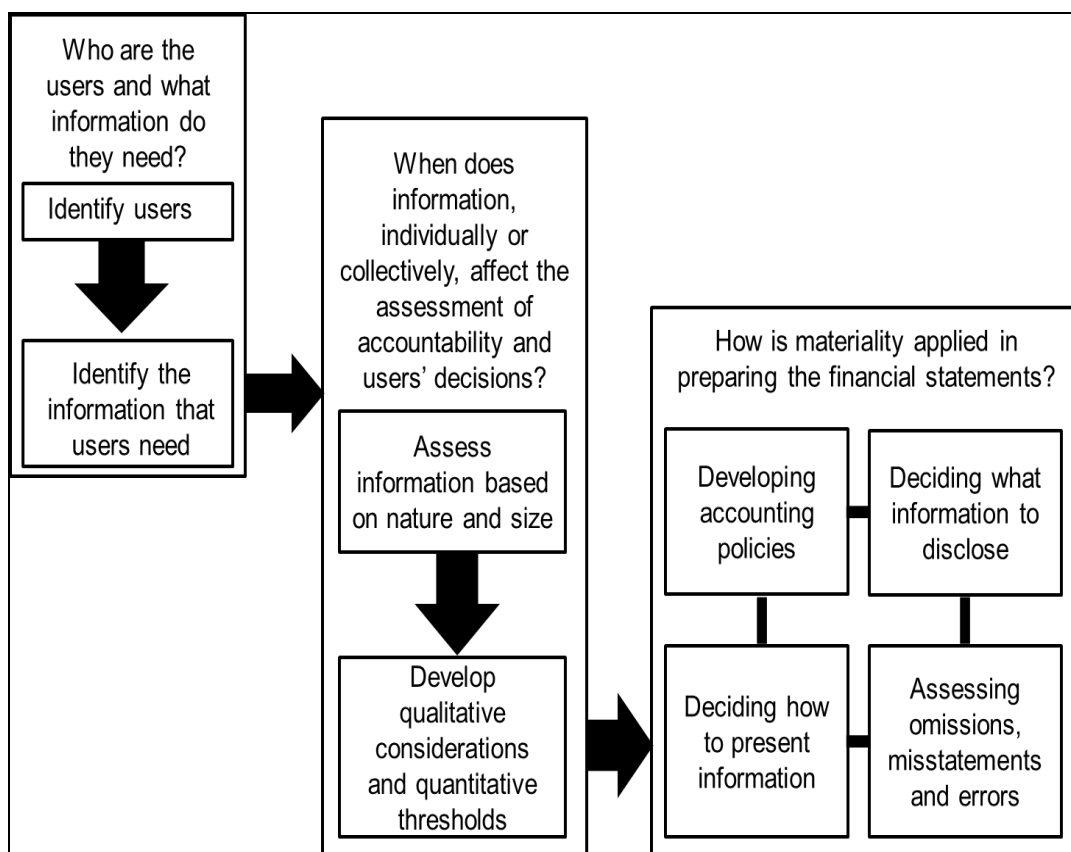 Who are the
users and what
information do
they need?
Identify users
Identify the
information that
users need
When does
information,
individually or
collectively, affect the
assessment of
accountability and
users’ decisions?
Assess
information based
on nature and size
Develop
qualitative
considerations
and quantitative
thresholds
How is materiality applied in
preparing the financial statements?
Developing
accounting
policies
Deciding what
information to
disclose
Deciding how
to present
information
Assessing
omissions,
misstatements
and errors